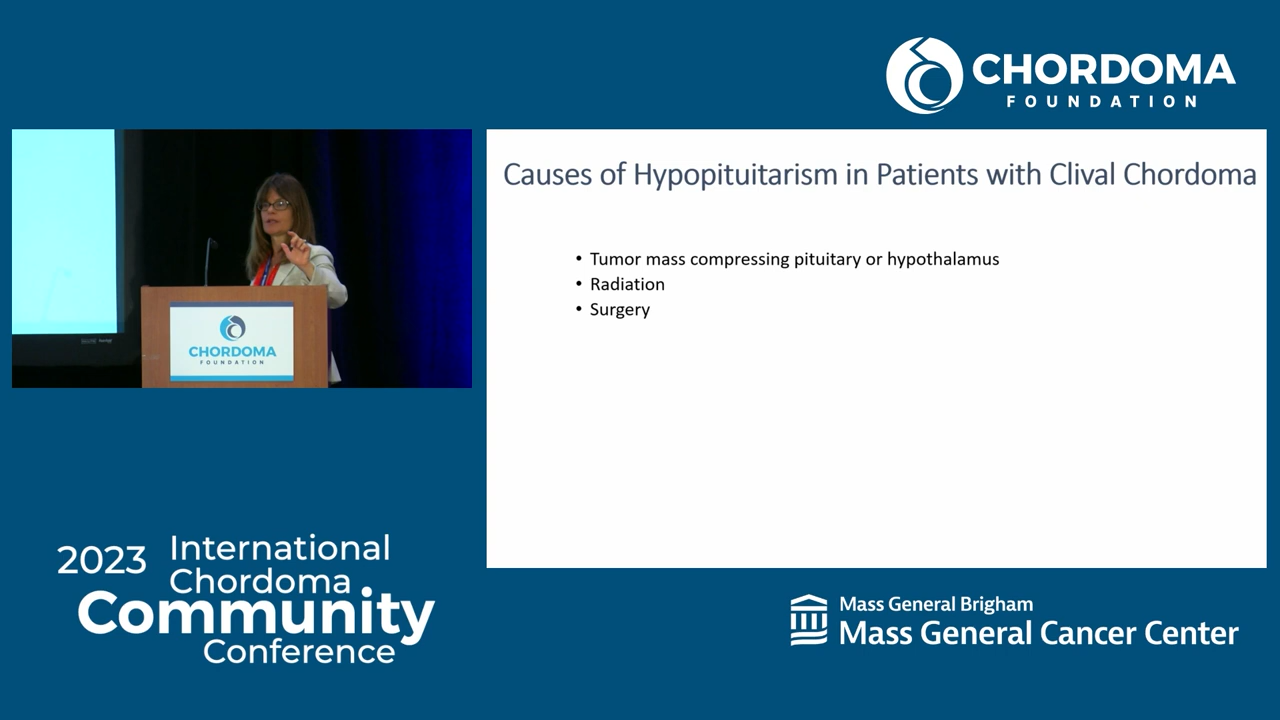 CHORDOMA
FOUNDATION
Causes of Hypopituitarism in Patients with Clival Chordoma
• Tumor mass compressing pituitary or hypothalamus
• Radiation
• Surgery
CHORDOMA
FOUNDATION
2023 International
Chordoma
Community
Conference
Mass General Brigham
Mass General Cancer Center